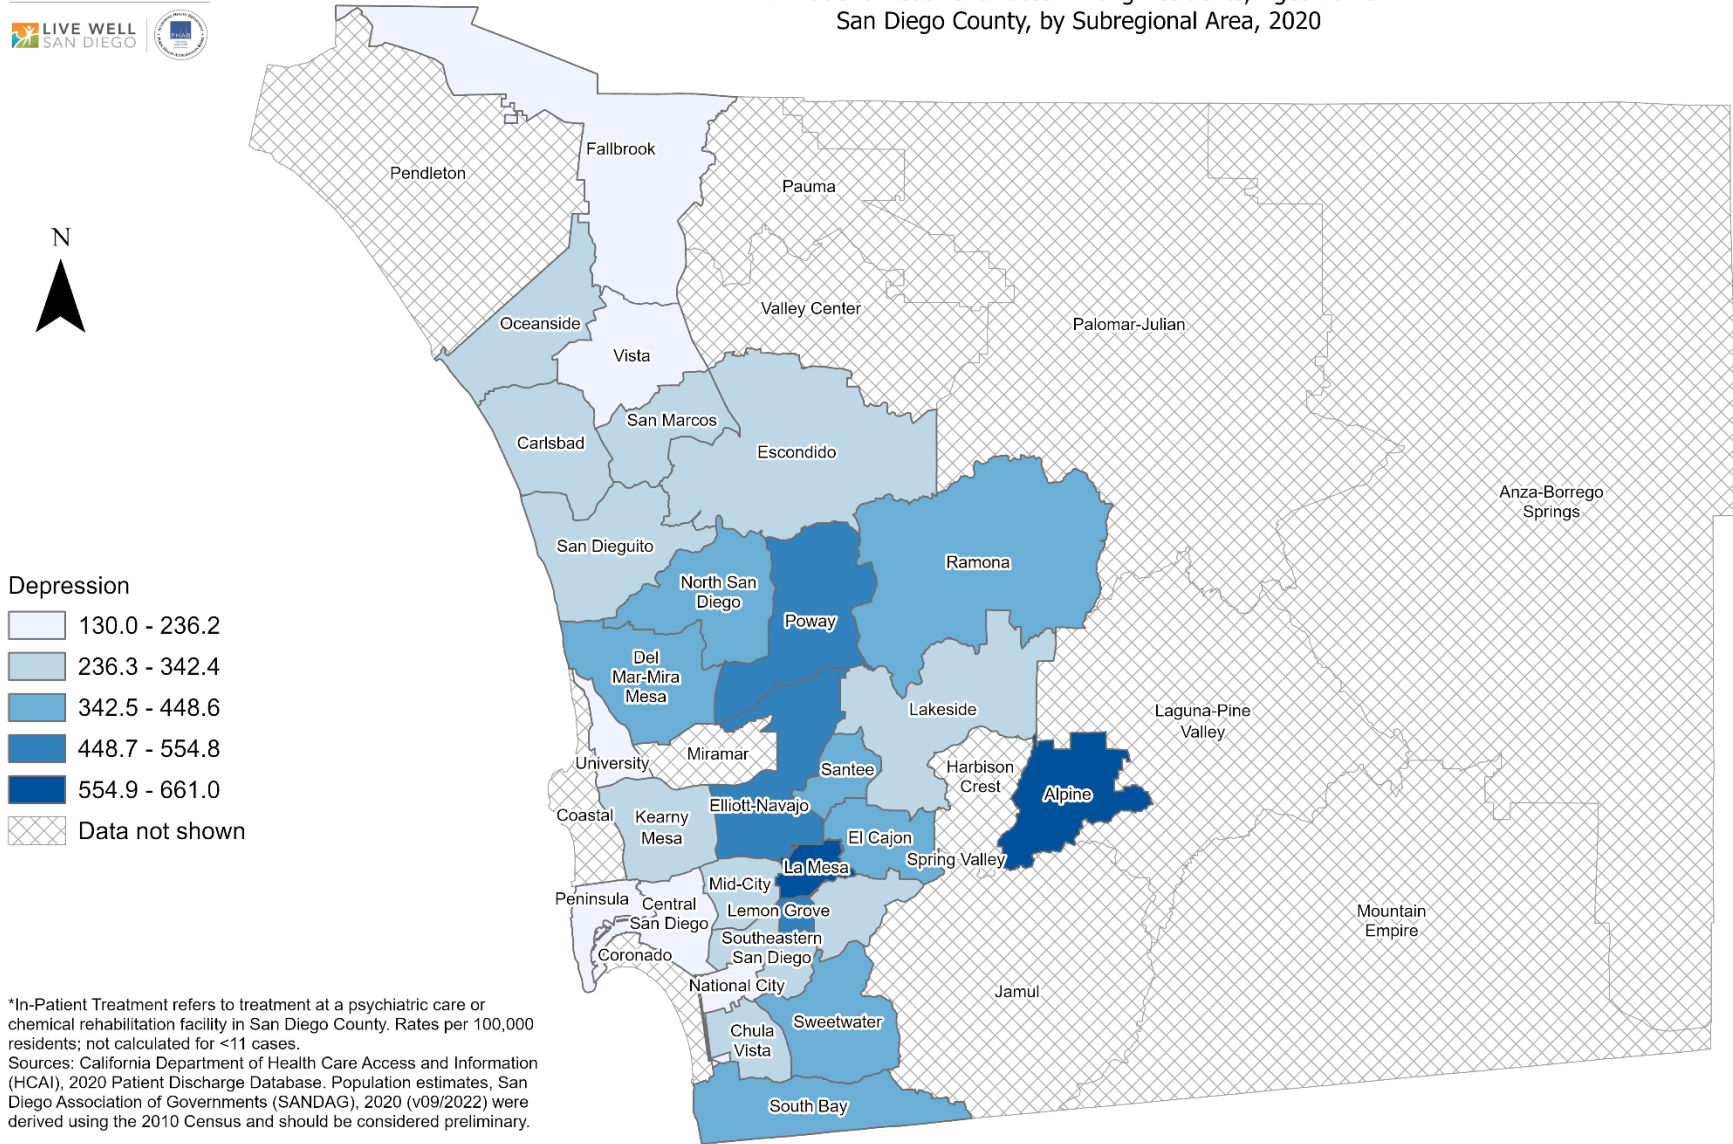 LIVE WELL
SAN DIEGO
PHAB
San Diego County, by Subregional Area, 2020
N
Fallbrook
Pendleton
Pauma
Valley Center
Palomar-Julian
Oceanside
Vista
San Marcos
Carlsbad
Escondido
Anza-Borrego
Springs
San Dieguito
Ramona
North San
Diego
Poway
Del
Mar-Mira
Mesa
Lakeside
Laguna-Pine
Valley
Miramar
University
Santee
Harbison
Crest
Alpine
Elliott-Navajo
Coastal
Kearny
Mesa
El Cajon
Spring Valley
La Mesa
Mid-City
Peninsula
Central
San Diego
Lemon Grove
Mountain
Empire
Southeastern
San Diego
Coronado
National City
Jamul
Sweetwater
Chula
Vista
South Bay
Depression
130.0 - 236.2
236.3 - 342.4
342.5 - 448.6
448.7 - 554.8
554.9 - 661.0
Data not shown
*In-Patient Treatment refers to treatment at a psychiatric care or
chemical rehabilitation facility in San Diego County. Rates per 100,000
residents; not calculated for <11 cases.
Sources: California Department of Health Care Access and Information
(HCAI), 2020 Patient Discharge Database. Population estimates, San
Diego Association of Governments (SANDAG), 2020 (v09/2022) were
derived using the 2010 Census and should be considered preliminary.